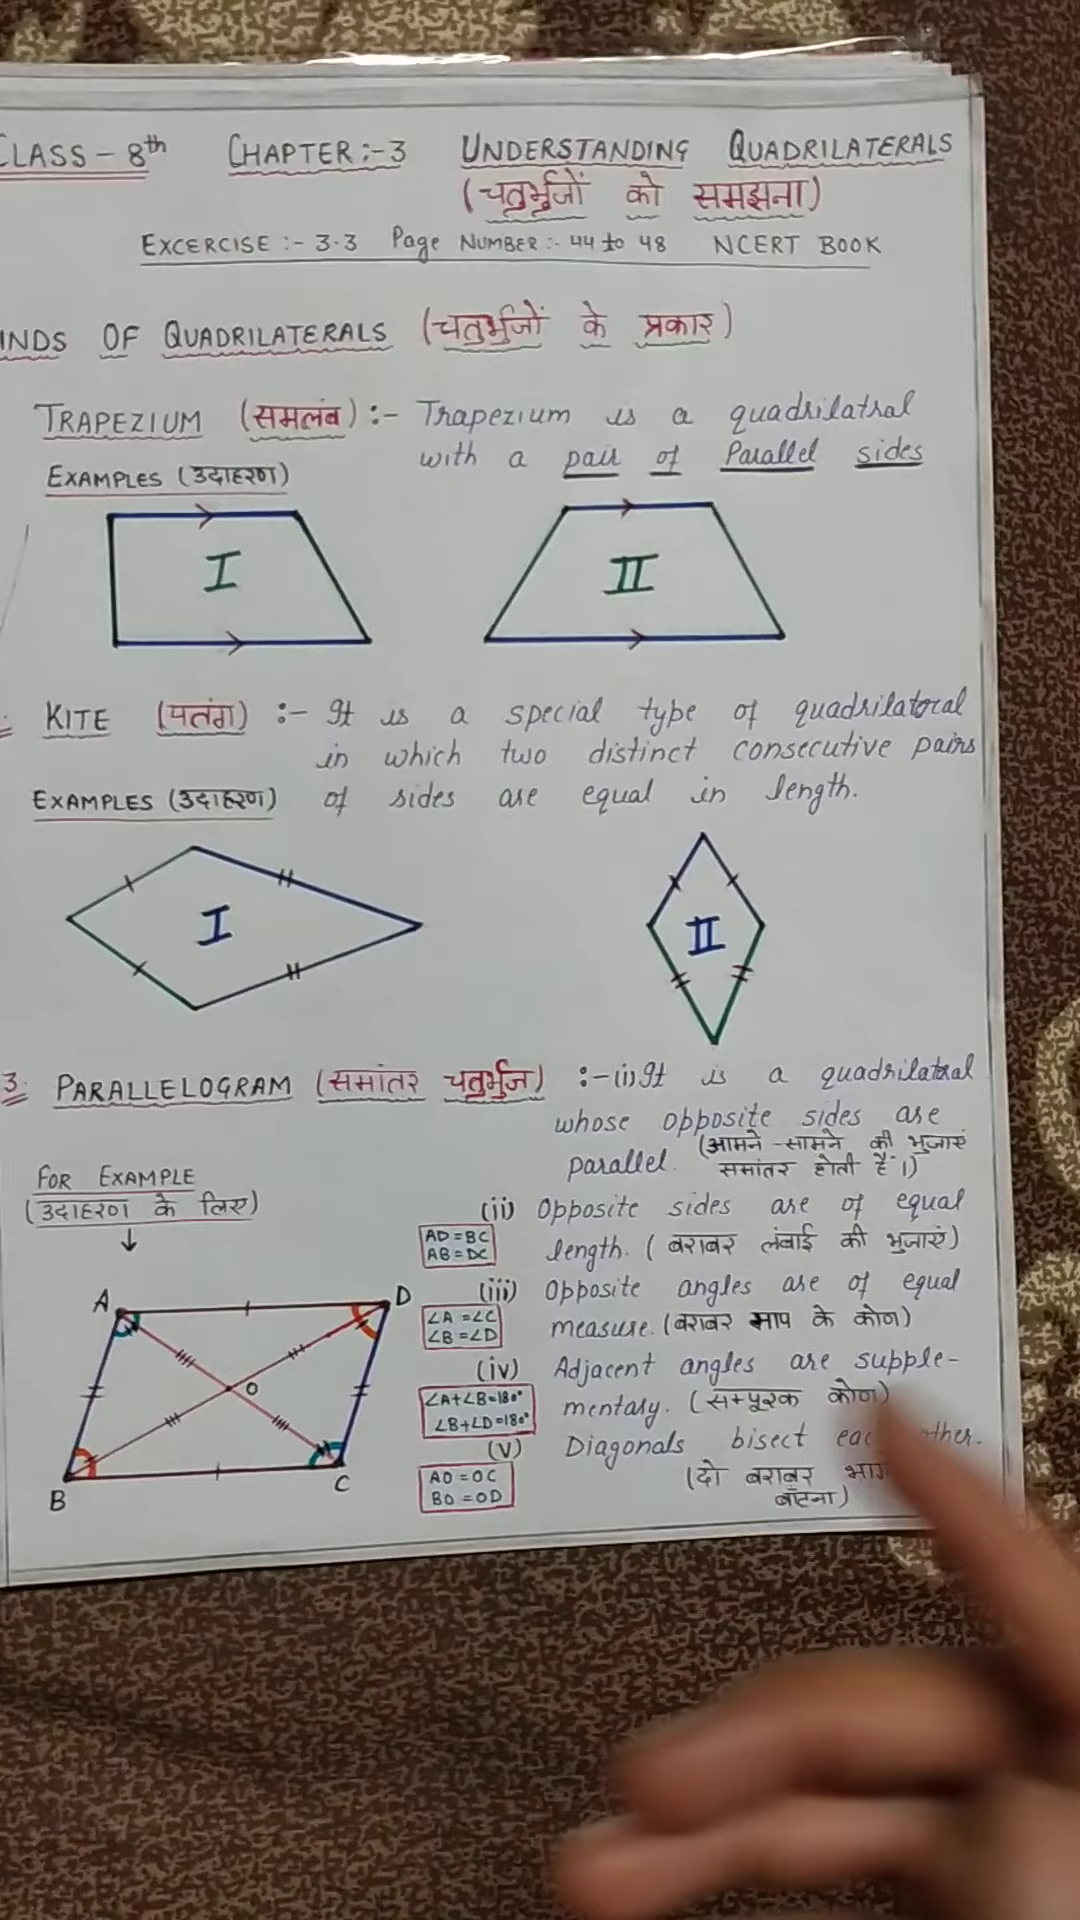 CLASS - 8th CHAPTER:- 3 UNDERSTANDING QUADRILATERALS
(चतुर्भुजों को समझना)
EXCERCISE :- 3.3 Page NUMBER :- 44 to 48 NCERT BOOK
INDS OF QUADRILATERALS (चतुर्भुजों के प्रकार)
TRAPEZIUM (समलंब) :- Trapezium is a quadrilatral
with a pair of Parallel sides
EXAMPLES (उदाहरण)
I
II
KITE (पतंग) :- It is a special type of quadrilatoral
in which two distinct consecutive pairs
EXAMPLES (उदाहरण) of sides are equal in length.
I
II
3. PARALLELOGRAM (समांतर चतुर्भुज) :- (i) It is a quadrilateral
whose opposite sides are
parallel. (आमने-सामने की भुजाएं
समांतर होती हैं।)
FOR EXAMPLE
(उदाहरण के लिए)
(ii) Opposite sides are of equal
length. (बराबर लंबाई की भुजाएं)
AD = BC
AB = DC
(iii) Opposite angles are of equal
measure. (बराबर माप के कोण)
∠A = ∠C
∠B = ∠D
(iv) Adjacent angles are supple-
mentary. (सम्पूरक कोण)
∠A+∠B=180°
∠B+∠D=180°
(v) Diagonals bisect each other.
(दो बराबर
बाँटना)
AO = OC
BO = OD
A D
O
B C